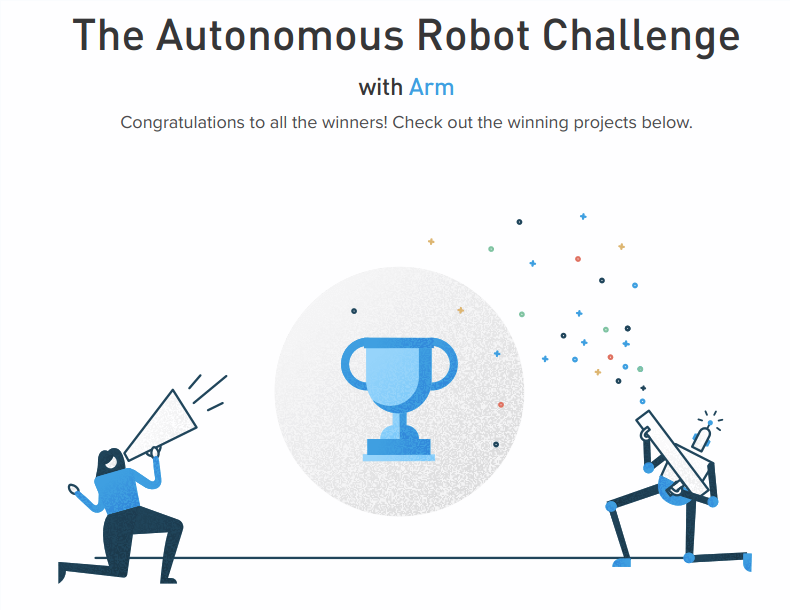 The Autonomous Robot Challenge
with Arm
Congratulations to all the winners! Check out the winning projects below.